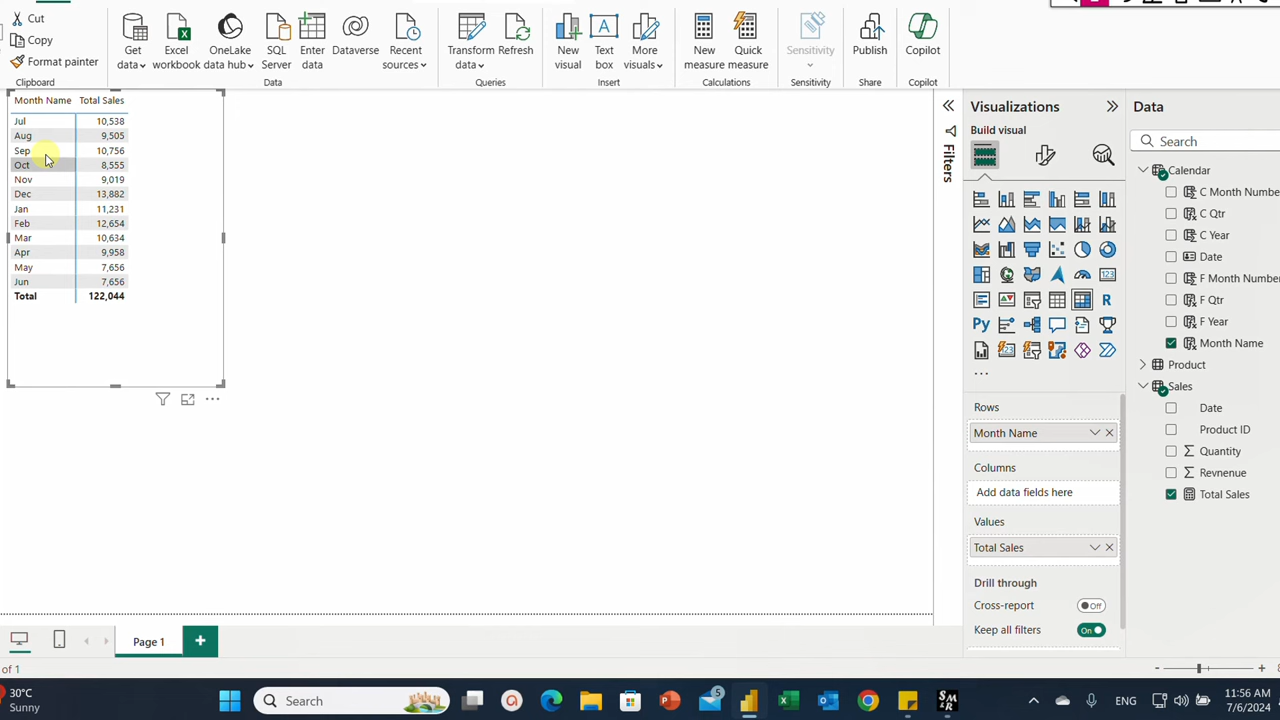 Cut
Copy
Format painter
Clipboard
Get data
Excel workbook
OneLake data hub
SQL Server
Enter data
Dataverse
Recent sources
Data
Transform data
Refresh
Queries
New visual
Text box
More visuals
Insert
New measure
Quick measure
Calculations
Sensitivity
Sensitivity
Publish
Share
Copilot
Copilot
Month Name Total Sales
Jul 10,538
Aug 9,505
Sep 10,756
Oct 8,555
Nov 9,019
Dec 13,882
Jan 11,231
Feb 12,654
Mar 10,634
Apr 9,958
May 7,656
Jun 7,656
Total 122,044
Filters
Visualizations
Build visual
R
Py
123
123
Rows
Month Name
Columns
Add data fields here
Values
Total Sales
Drill through
Cross-report Off
Keep all filters On
Data
Search
Calendar
C Month Numbe
C Qtr
C Year
Date
F Month Numbe
F Qtr
F Year
Month Name
Product
Sales
Date
Product ID
Quantity
Revnenue
Total Sales
Page 1
of 1
30°C
Sunny
Search
5
ENG
11:56 AM
7/6/2024